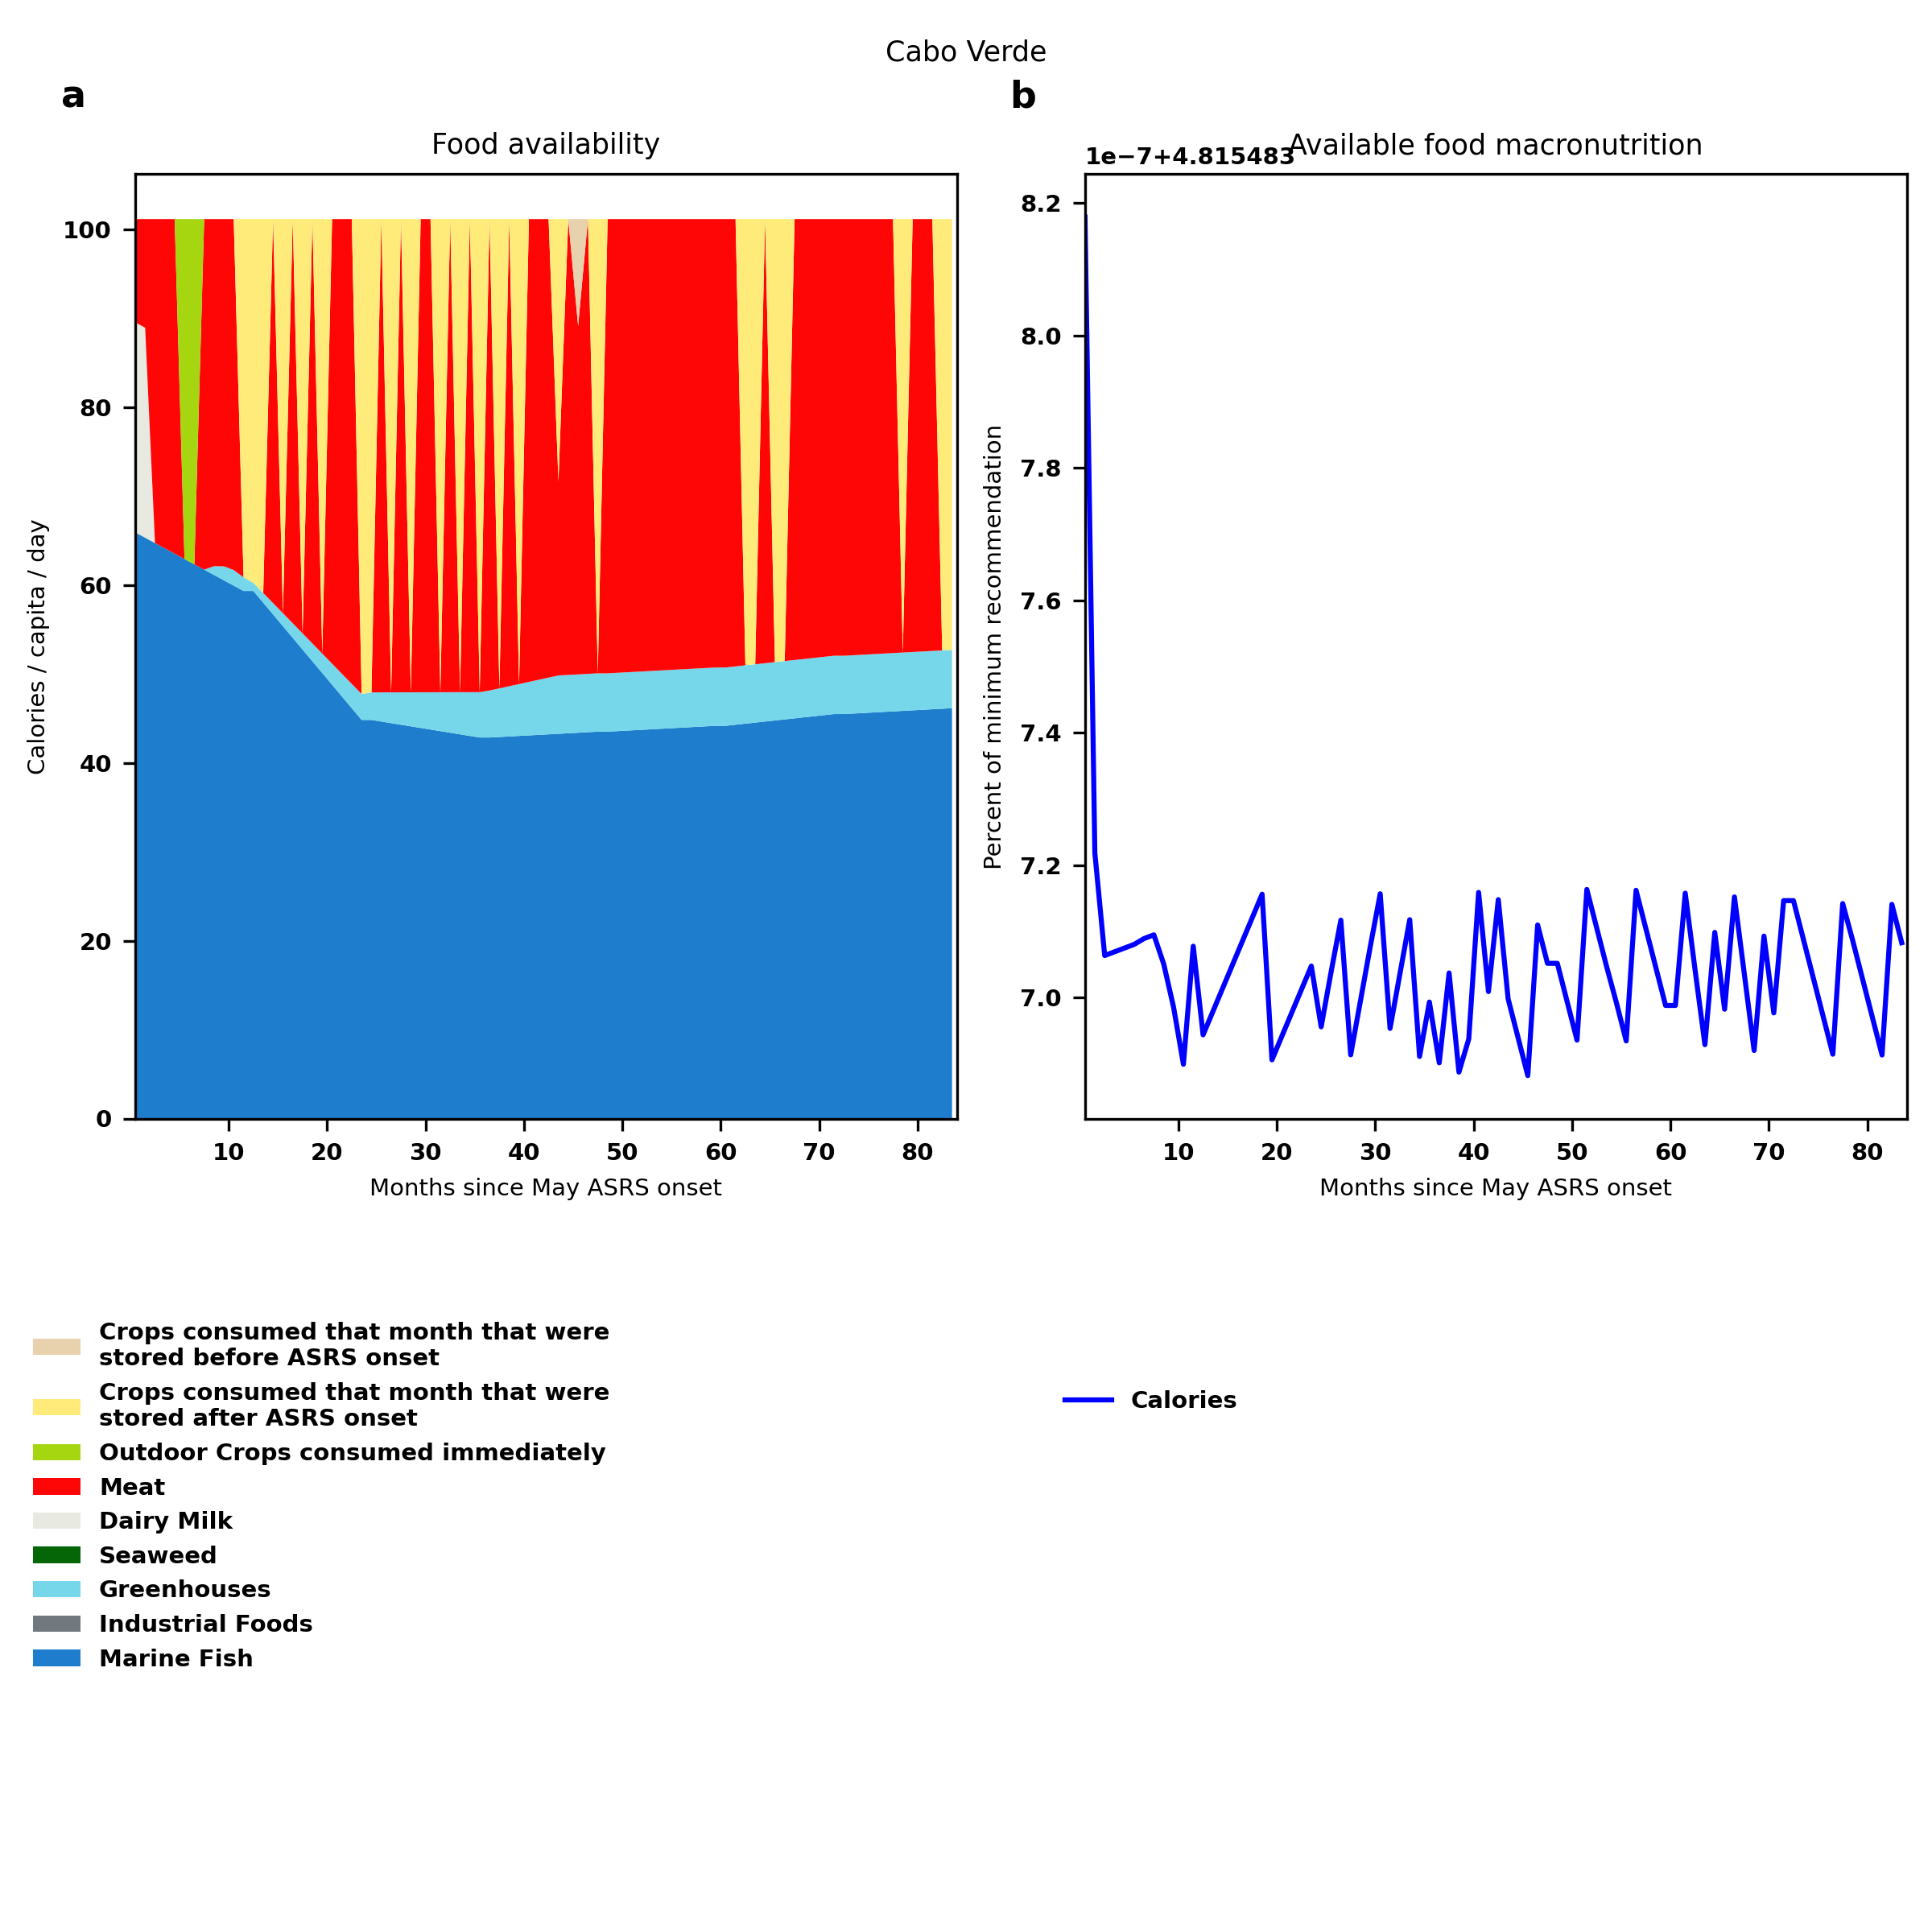 Cabo Verde
a
Food availability
Calories / capita / day
100
80
60
40
20
0
10 20 30 40 50 60 70 80
Months since May ASRS onset
b
1e−7+4.815483
Available food macronutrition
Percent of minimum recommendation
8.2
8.0
7.8
7.6
7.4
7.2
7.0
10 20 30 40 50 60 70 80
Months since May ASRS onset
Crops consumed that month that were
stored before ASRS onset
Crops consumed that month that were
stored after ASRS onset
Outdoor Crops consumed immediately
Meat
Dairy Milk
Seaweed
Greenhouses
Industrial Foods
Marine Fish
Calories